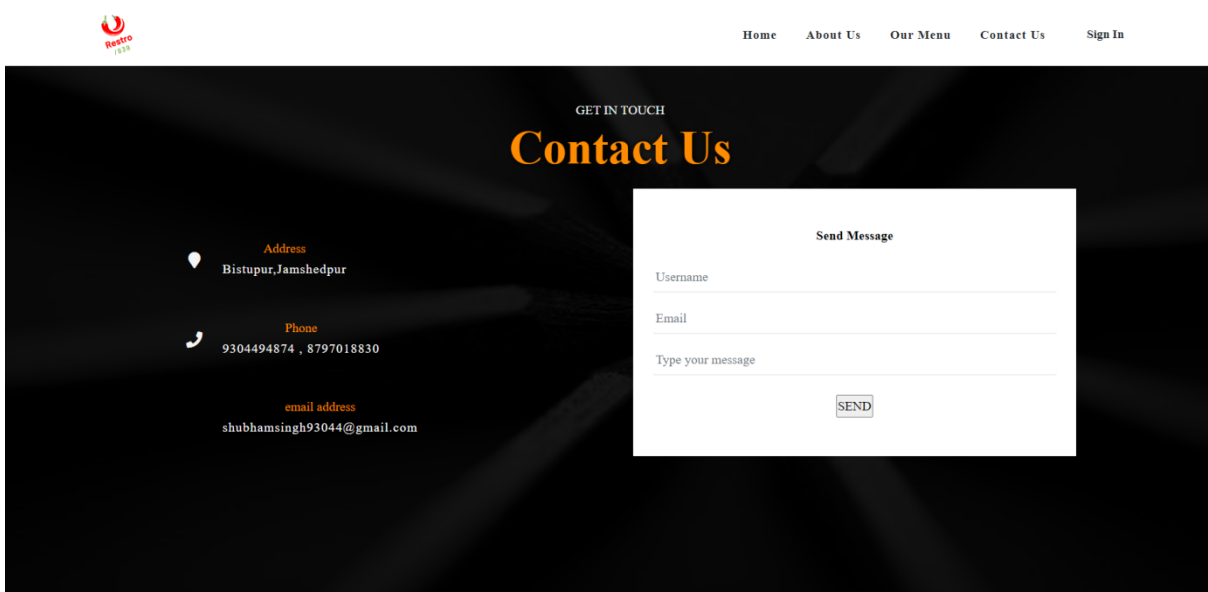 Restro
/830
Home About Us Our Menu Contact Us Sign In
GET IN TOUCH
Contact Us
Address
Bistupur,Jamshedpur
Phone
9304494874 , 8797018830
email address
shubhamsingh93044@gmail.com
Send Message
Username
Email
Type your message
SEND